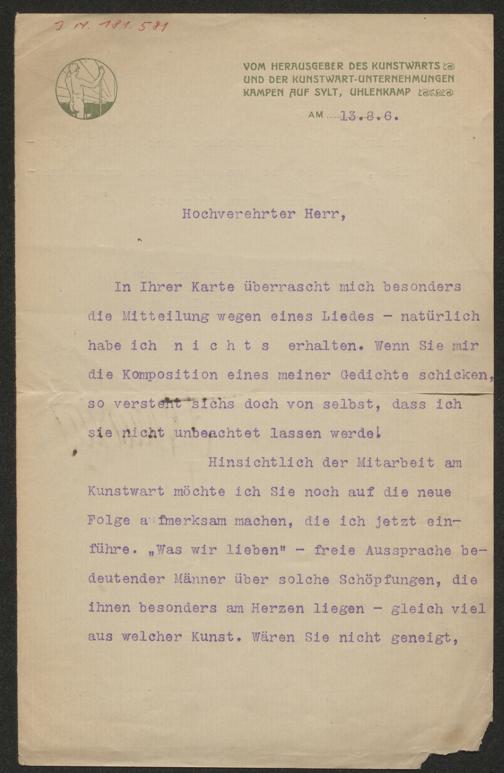 J.N. 181.581
VOM HERAUSGEBER DES KUNSTWARTS
UND DER KUNSTWART-UNTERNEHMUNGEN
KAMPEN AUF SYLT, UHLENKAMP
AM 13.8.6.
Hochverehrter Herr,
In Ihrer Karte überrascht mich besonders
die Mitteilung wegen eines Liedes - natürlich
habe ich n i c h t s erhalten. Wenn Sie mir
die Komposition eines meiner Gedichte schicken,
so versteht sichs doch von selbst, dass ich
sie nicht unbeachtet lassen werde!
Hinsichtlich der Mitarbeit am
Kunstwart möchte ich Sie noch auf die neue
Folge aufmerksam machen, die ich jetzt ein-
führe. „Was wir lieben" - freie Aussprache be-
deutender Männer über solche Schöpfungen, die
ihnen besonders am Herzen liegen - gleich viel
aus welcher Kunst. Wären Sie nicht geneigt,